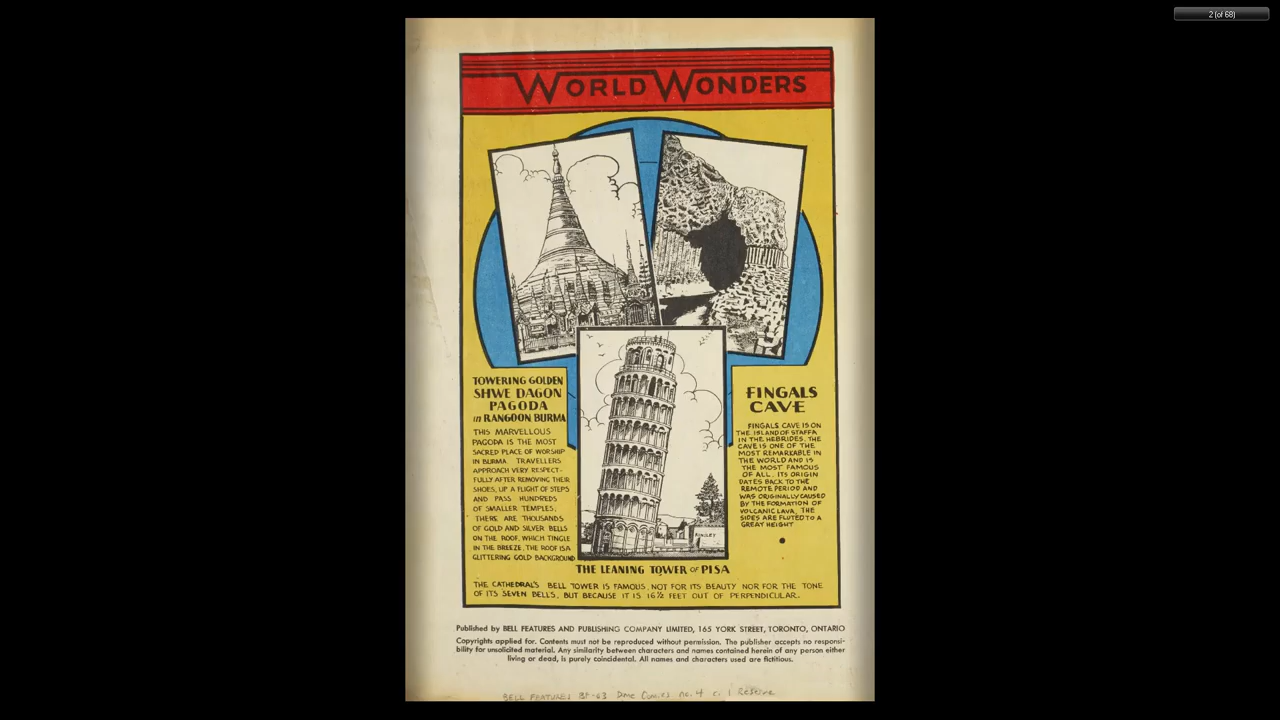 2 (of 68)
WORLD WONDERS
TOWERING GOLDEN
SHWE DAGON
PAGODA
in RANGOON BURMA
THIS MARVELLOUS
PAGODA IS THE MOST
SACRED PLACE OF WORSHIP
IN BURMA. TRAVELLERS
APPROACH VERY RESPECT-
FULLY AFTER REMOVING THEIR
SHOES, UP A FLIGHT OF STEPS
AND PASS HUNDREDS
OF SMALLER TEMPLES.
THERE ARE THOUSANDS
OF GOLD AND SILVER BELLS
ON THE ROOF, WHICH TINGLE
IN THE BREEZE. THE ROOF IS A
GLITTERING GOLD BACKGROUND
FINGALS
CAVE
FINGALS CAVE IS ON
THE ISLAND OF STAFFA
IN THE HEBRIDES. THE
CAVE IS ONE OF THE
MOST REMARKABLE IN
THE WORLD AND IS
THE MOST FAMOUS
OF ALL. ITS ORIGIN
DATES BACK TO THE
REMOTE PERIOD AND
WAS ORIGINALLY CAUSED
BY THE FORMATION OF
VOLCANIC LAVA. THE
SIDES ARE FLUTED TO A
GREAT HEIGHT
THE LEANING TOWER OF PISA
THE CATHEDRAL'S BELL TOWER IS FAMOUS, NOT FOR ITS BEAUTY NOR FOR THE TONE
OF ITS SEVEN BELLS, BUT BECAUSE IT IS 16½ FEET OUT OF PERPENDICULAR.
Published by BELL FEATURES AND PUBLISHING COMPANY LIMITED, 165 YORK STREET, TORONTO, ONTARIO
Copyrights applied for. Contents must not be reproduced without permission. The publisher accepts no responsi-
bility for unsolicited material. Any similarity between characters and names contained herein of any person either
living or dead, is purely coincidental. All names and characters used are fictitious.
BELL FEATURES BF-63 Dime Comics no. 4 c. 1 Restore